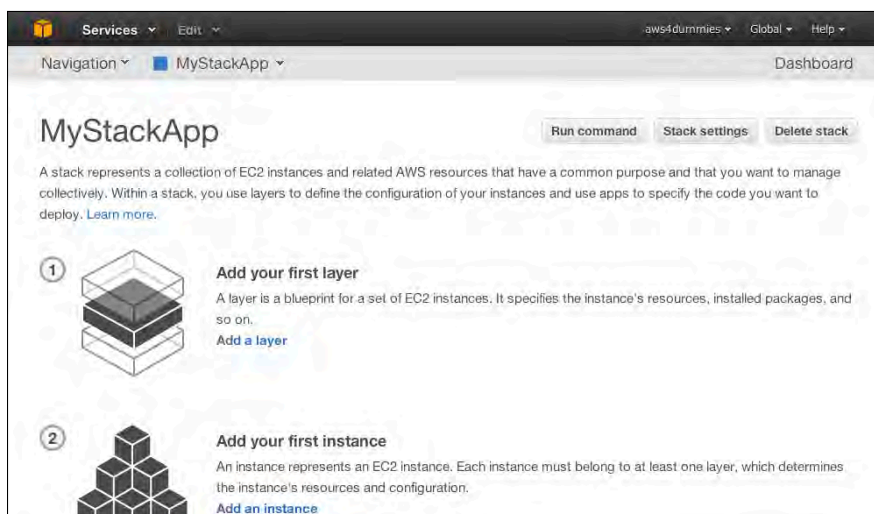 Services Edit aws4dummies Global Help
Navigation MyStackApp Dashboard
MyStackApp
Run command Stack settings Delete stack
A stack represents a collection of EC2 instances and related AWS resources that have a common purpose and that you want to manage
collectively. Within a stack, you use layers to define the configuration of your instances and use apps to specify the code you want to
deploy. Learn more.
1
Add your first layer
A layer is a blueprint for a set of EC2 instances. It specifies the instance's resources, installed packages, and
so on.
Add a layer
2
Add your first instance
An instance represents an EC2 instance. Each instance must belong to at least one layer, which determines
the instance's resources and configuration.
Add an instance